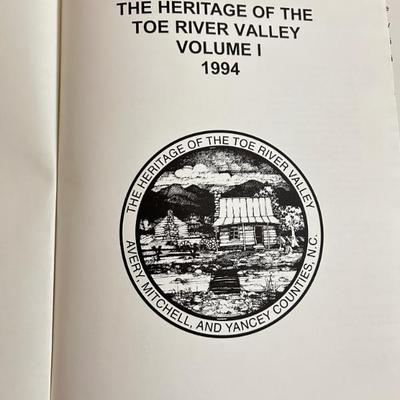 THE HERITAGE OF THE
TOE RIVER VALLEY
VOLUME I
1994
THE HERITAGE OF THE TOE RIVER VALLEY
AVERY, MITCHELL, AND YANCEY COUNTIES, N.C.